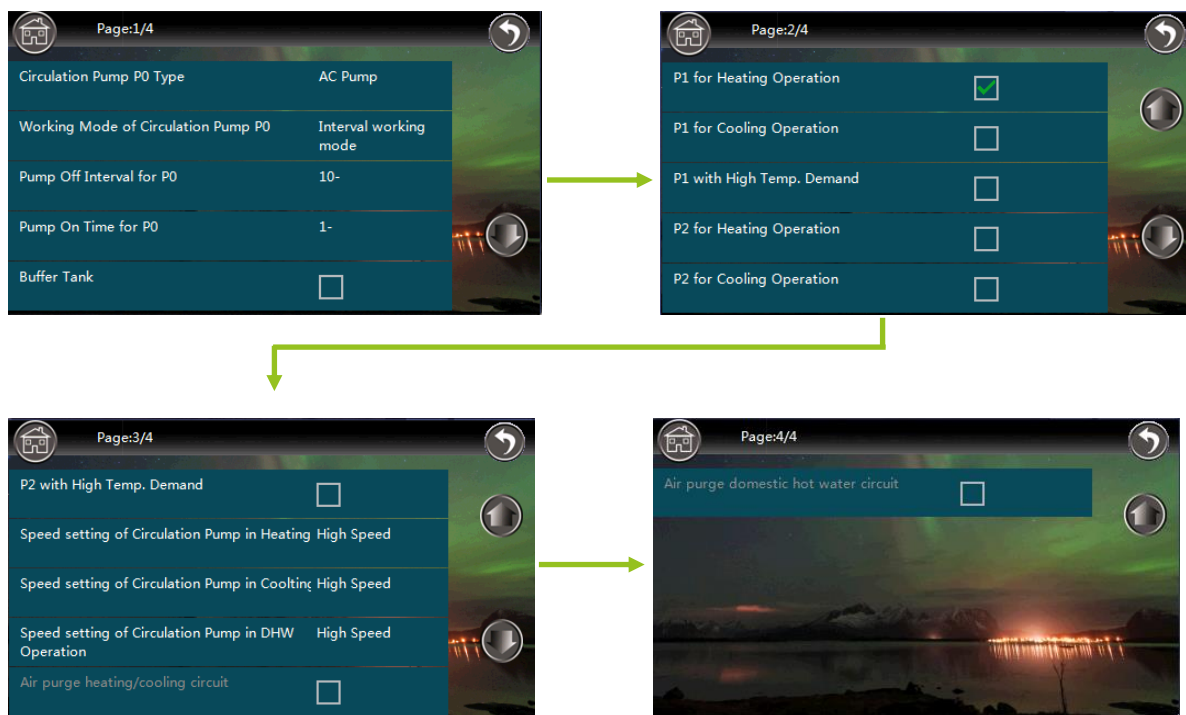 Page:1/4
Circulation Pump P0 Type AC Pump
Working Mode of Circulation Pump P0 Interval working
mode
Pump Off Interval for P0 10-
Pump On Time for P0 1-
Buffer Tank
Page:2/4
P1 for Heating Operation
P1 for Cooling Operation
P1 with High Temp. Demand
P2 for Heating Operation
P2 for Cooling Operation
Page:3/4
P2 with High Temp. Demand
Speed setting of Circulation Pump in Heating High Speed
Speed setting of Circulation Pump in Coolting High Speed
Speed setting of Circulation Pump in DHW High Speed
Operation
Air purge heating/cooling circuit
Page:4/4
Air purge domestic hot water circuit